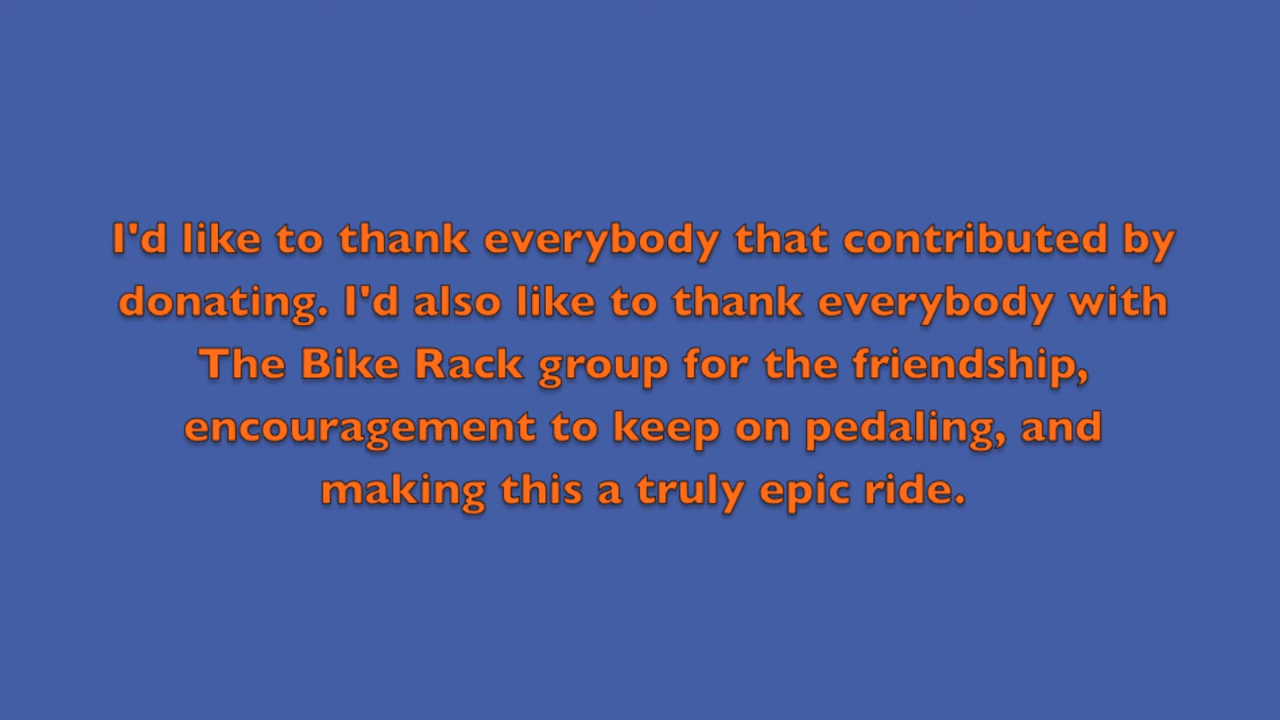 I'd like to thank everybody that contributed by
donating. I'd also like to thank everybody with
The Bike Rack group for the friendship,
encouragement to keep on pedaling, and
making this a truly epic ride.